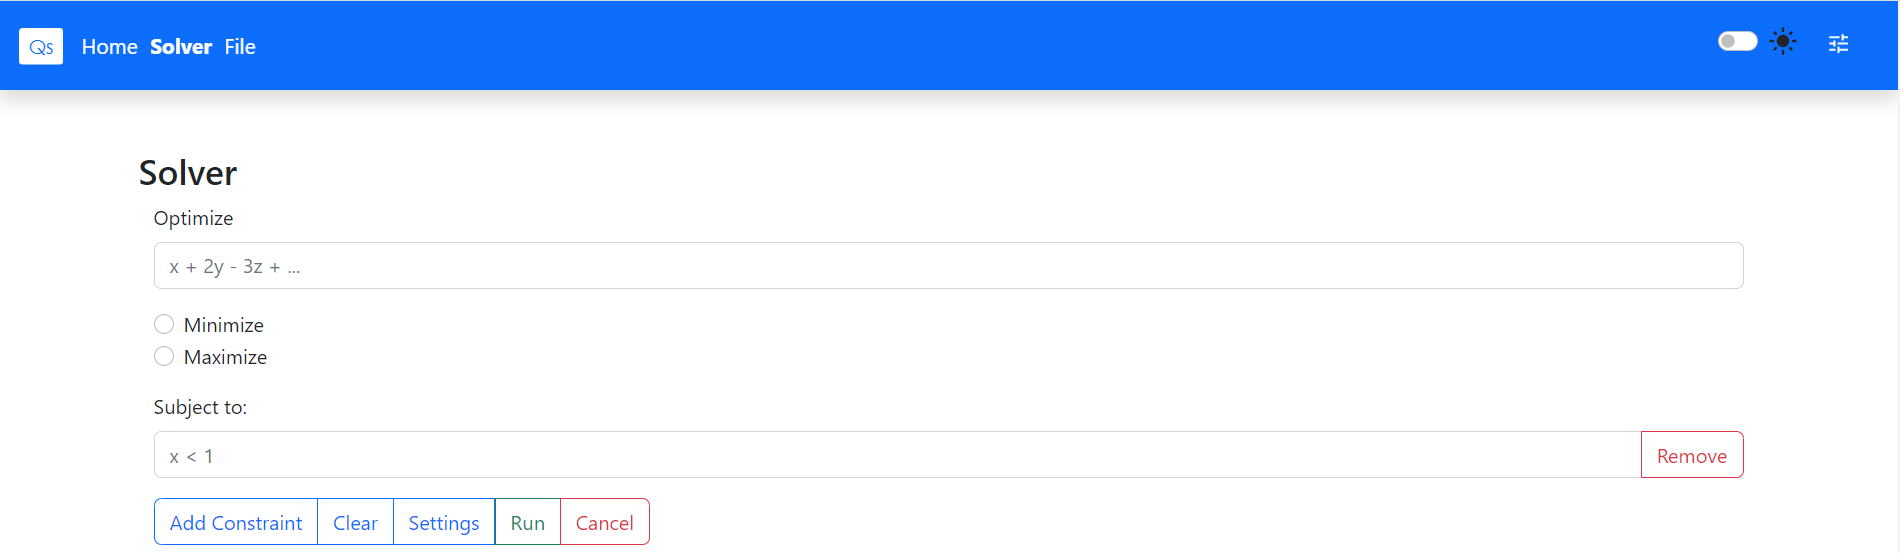 Qs Home Solver File
Solver
Optimize
x + 2y - 3z + ...
Minimize
Maximize
Subject to:
x < 1 Remove
Add Constraint Clear Settings Run Cancel